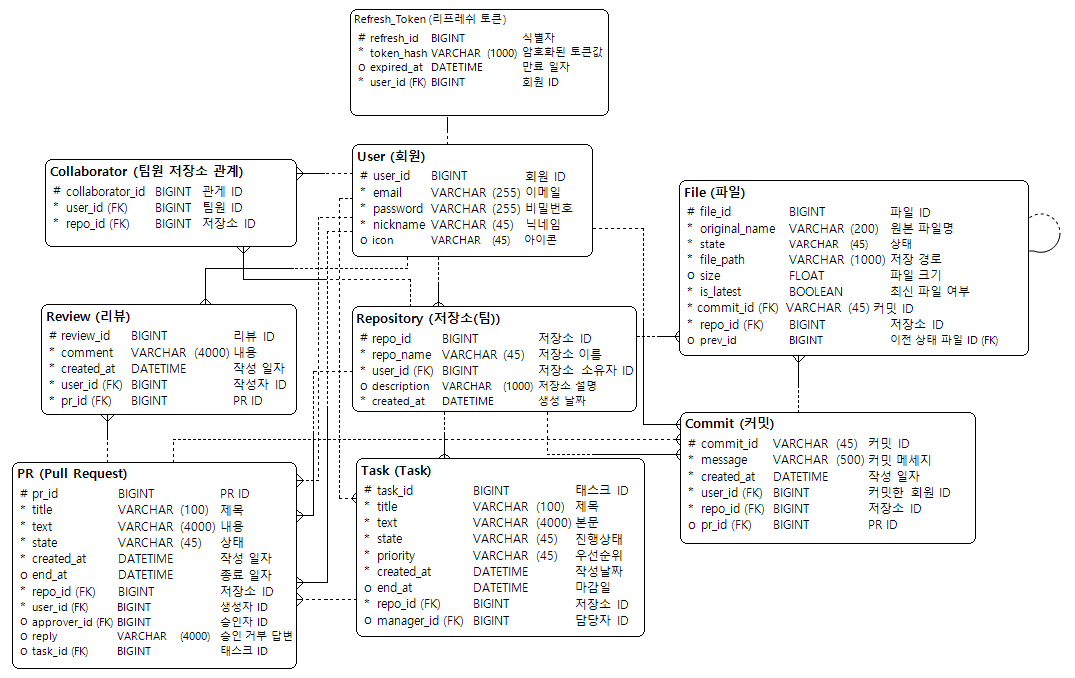 Refresh_Token (리프레쉬 토큰)
# refresh_id BIGINT 식별자
* token_hash VARCHAR (1000) 암호화된 토큰값
o expired_at DATETIME 만료 일자
* user_id (FK) BIGINT 회원 ID
User (회원)
# user_id BIGINT 회원 ID
* email VARCHAR (255) 이메일
* password VARCHAR (255) 비밀번호
* nickname VARCHAR (45) 닉네임
o icon VARCHAR (45) 아이콘
Collaborator (팀원 저장소 관계)
# collaborator_id BIGINT 관계 ID
* user_id (FK) BIGINT 팀원 ID
* repo_id (FK) BIGINT 저장소 ID
File (파일)
# file_id BIGINT 파일 ID
* original_name VARCHAR (200) 원본 파일명
* state VARCHAR (45) 상태
* file_path VARCHAR (1000) 저장 경로
o size FLOAT 파일 크기
* is_latest BOOLEAN 최신 파일 여부
* commit_id (FK) VARCHAR (45) 커밋 ID
* repo_id (FK) BIGINT 저장소 ID
o prev_id BIGINT 이전 상태 파일 ID (FK)
Review (리뷰)
# review_id BIGINT 리뷰 ID
* comment VARCHAR (4000) 내용
* created_at DATETIME 작성 일자
* user_id (FK) BIGINT 작성자 ID
* pr_id (FK) BIGINT PR ID
Repository (저장소(팀))
# repo_id BIGINT 저장소 ID
* repo_name VARCHAR (45) 저장소 이름
* user_id (FK) BIGINT 저장소 소유자 ID
o description VARCHAR (1000) 저장소 설명
* created_at DATETIME 생성 날짜
Commit (커밋)
# commit_id VARCHAR (45) 커밋 ID
* message VARCHAR (500) 커밋 메세지
* created_at DATETIME 작성 일자
* user_id (FK) BIGINT 커밋한 회원 ID
* repo_id (FK) BIGINT 저장소 ID
o pr_id (FK) BIGINT PR ID
PR (Pull Request)
# pr_id BIGINT PR ID
* title VARCHAR (100) 제목
* text VARCHAR (4000) 내용
* state VARCHAR (45) 상태
* created_at DATETIME 작성 일자
o end_at DATETIME 종료 일자
* repo_id (FK) BIGINT 저장소 ID
* user_id (FK) BIGINT 생성자 ID
o approver_id (FK) BIGINT 승인자 ID
o reply VARCHAR (4000) 승인 거부 답변
o task_id (FK) BIGINT 태스크 ID
Task (Task)
# task_id BIGINT 태스크 ID
* title VARCHAR (100) 제목
* text VARCHAR (4000) 본문
* state VARCHAR (45) 진행상태
* priority VARCHAR (45) 우선순위
* created_at DATETIME 작성날짜
o end_at DATETIME 마감일
* repo_id (FK) BIGINT 저장소 ID
o manager_id (FK) BIGINT 담당자 ID